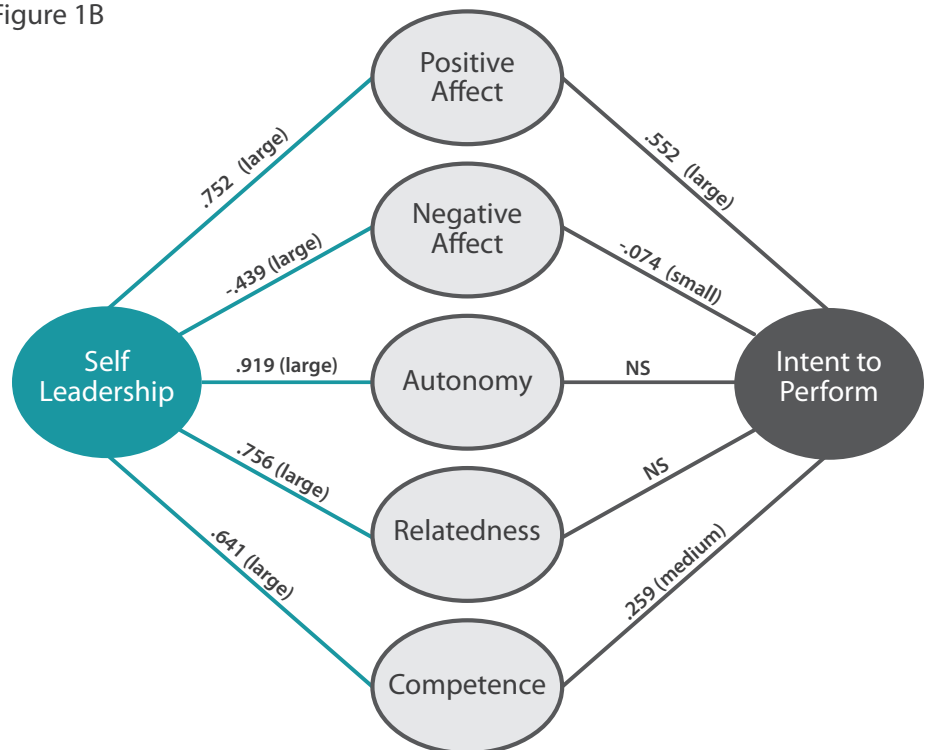 Figure 1B
Positive
Affect
.752 (large)
.552 (large)
Negative
Affect
-.439 (large)
-.074 (small)
Self
Leadership
.919 (large)
Autonomy
NS
Intent to
Perform
.756 (large)
Relatedness
NS
.641 (large)
Competence
.259 (medium)